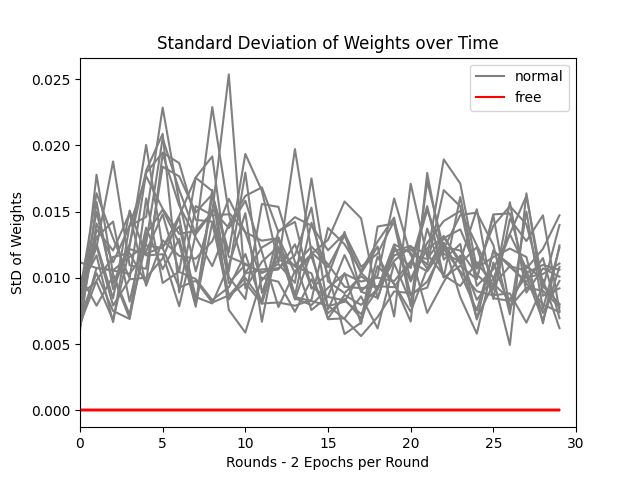 Standard Deviation of Weights over Time
normal
free
StD of Weights
0.025
0.020
0.015
0.010
0.005
0.000
0 5 10 15 20 25 30
Rounds - 2 Epochs per Round